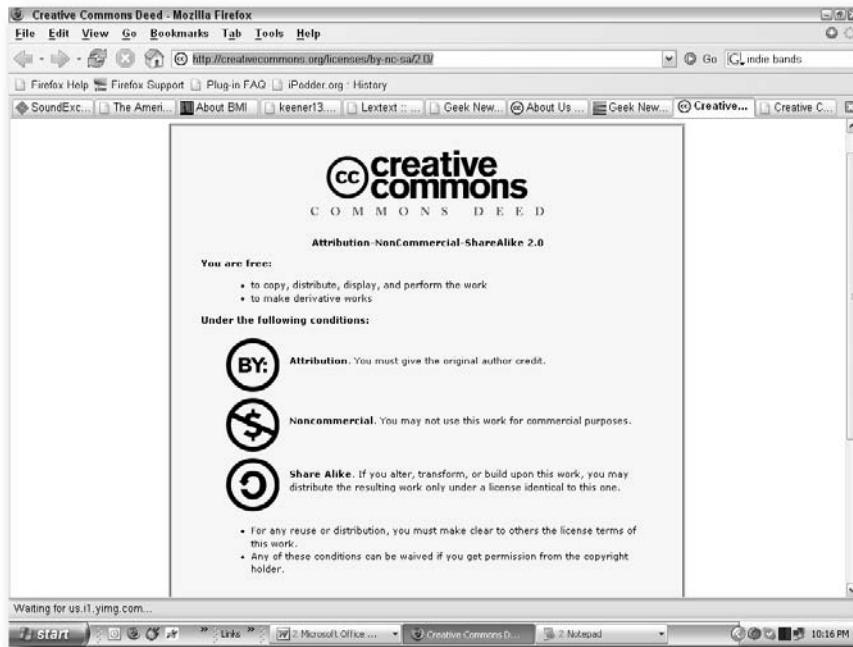 Creative Commons Deed - Mozilla Firefox
File Edit View Go Bookmarks Tab Tools Help
http://creativecommons.org/licenses/by-nc-sa/2.0/ Go G, indie bands
Firefox Help Firefox Support Plug-in FAQ iPodder.org : History
SoundExc... The Ameri... About BMI keener13.... Lextext :: ... Geek New... About Us ... Geek New... Creative... Creative C...
cc creative
commons
COMMONS DEED
Attribution-NonCommercial-ShareAlike 2.0
You are free:
• to copy, distribute, display, and perform the work
• to make derivative works
Under the following conditions:
BY: Attribution. You must give the original author credit.
Noncommercial. You may not use this work for commercial purposes.
Share Alike. If you alter, transform, or build upon this work, you may
distribute the resulting work only under a license identical to this one.
• For any reuse or distribution, you must make clear to others the license terms of
this work.
• Any of these conditions can be waived if you get permission from the copyright
holder.
Waiting for us.i1.yimg.com...
start Links 2 Microsoft Office ... Creative Commons D... 2 Notepad 10:16 PM